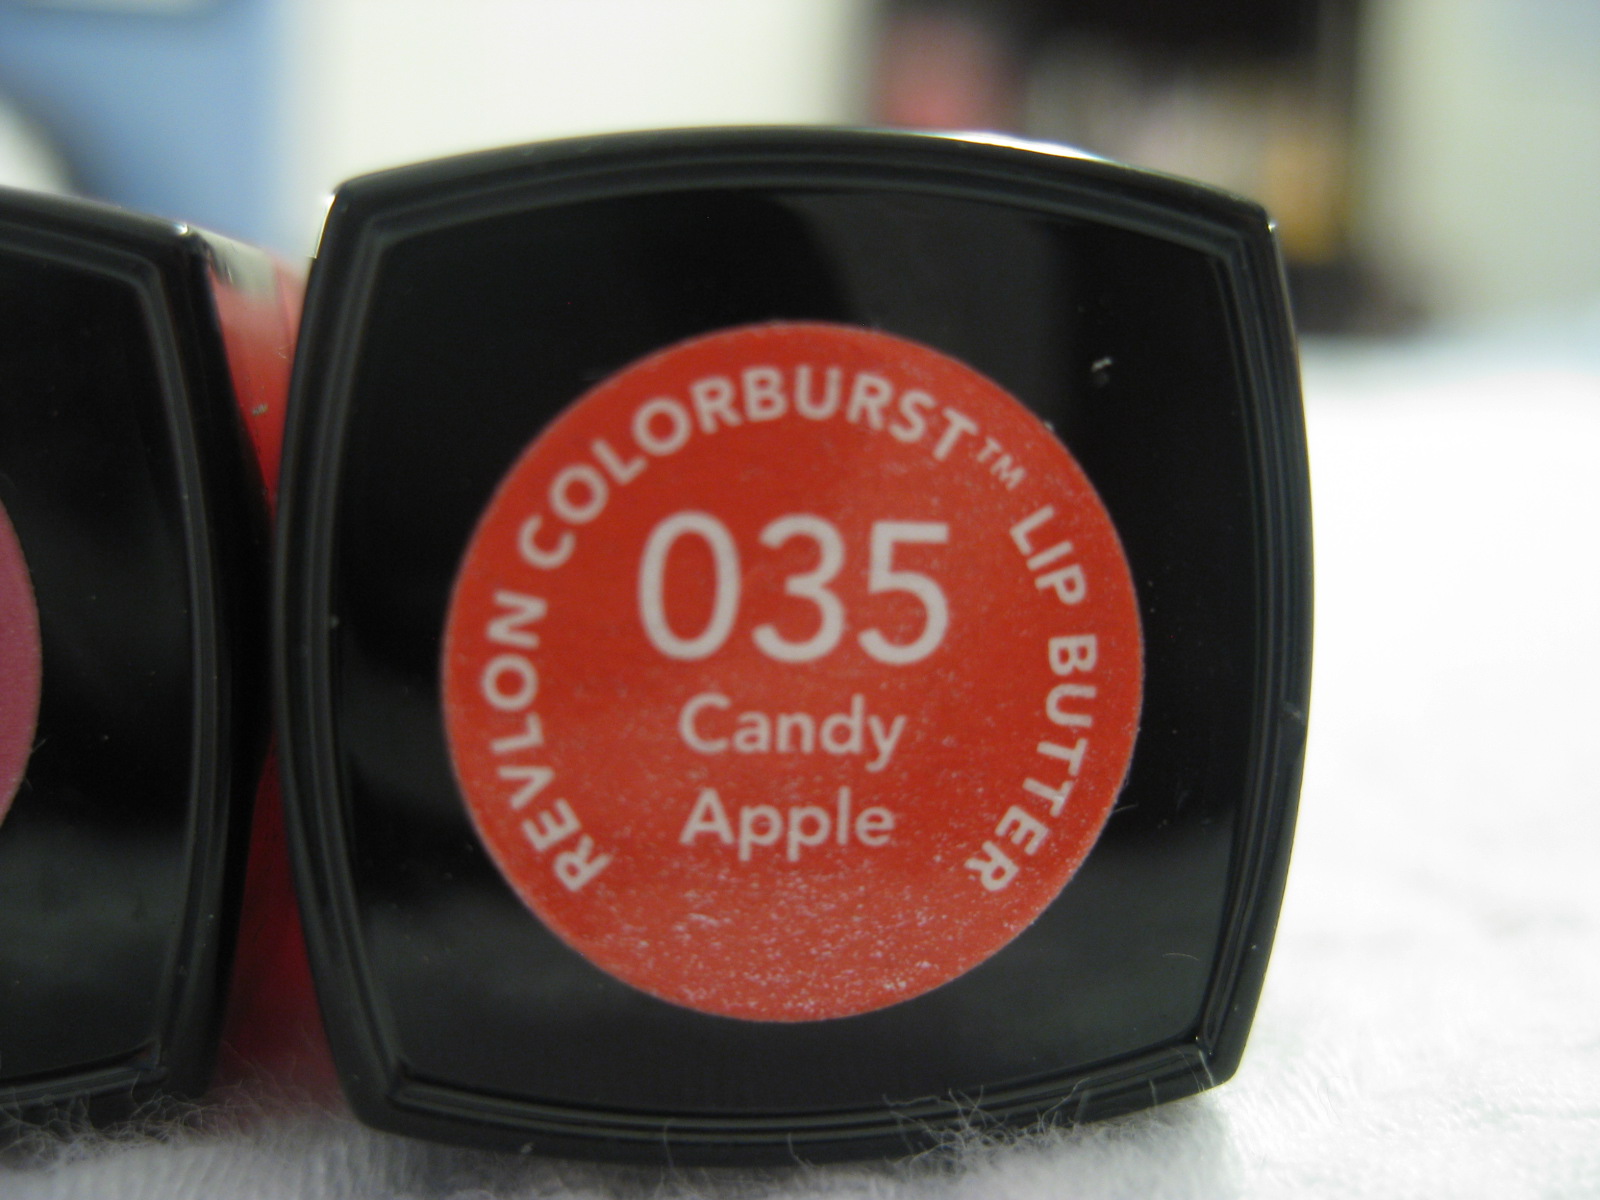 REVLON COLORBURST™ LIP BUTTER
035
Candy
Apple